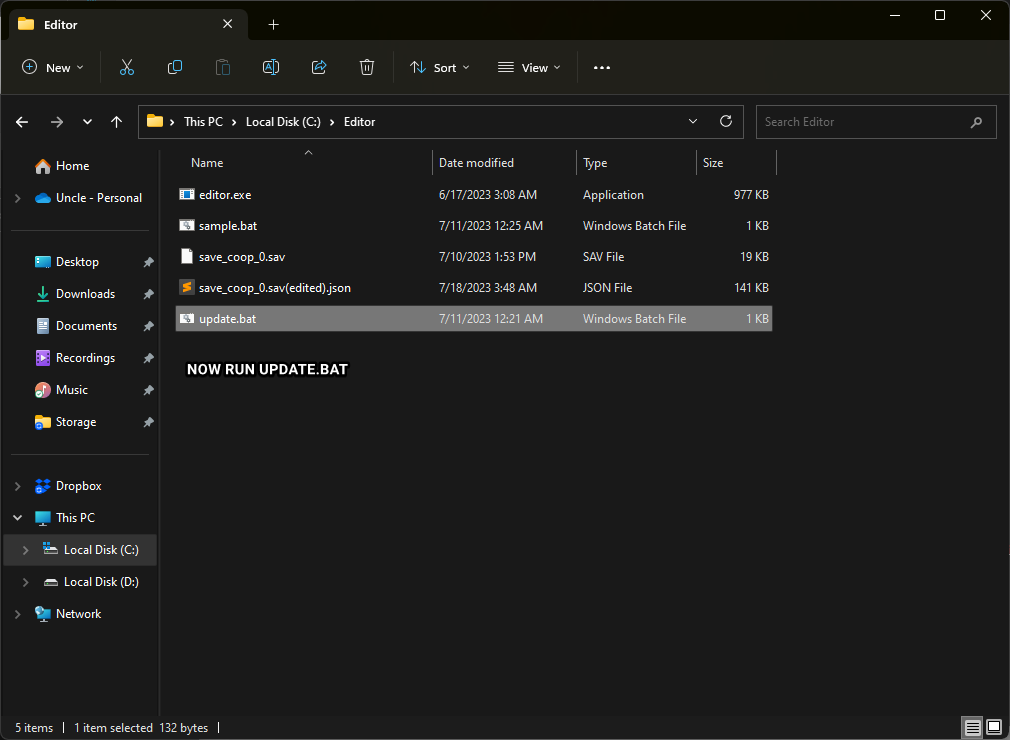 Editor
New
Sort
View
This PC
Local Disk (C:)
Editor
Search Editor
Name
Date modified
Type
Size
editor.exe
6/17/2023 3:08 AM
Application
977 KB
sample.bat
7/11/2023 12:25 AM
Windows Batch File
1 KB
save_coop_0.sav
7/10/2023 1:53 PM
SAV File
19 KB
save_coop_0.sav(edited).json
7/18/2023 3:48 AM
JSON File
141 KB
update.bat
7/11/2023 12:21 AM
Windows Batch File
1 KB
NOW RUN UPDATE.BAT
Home
Uncle - Personal
Desktop
Downloads
Documents
Recordings
Music
Storage
Dropbox
This PC
Local Disk (C:)
Local Disk (D:)
Network
5 items
1 item selected 132 bytes